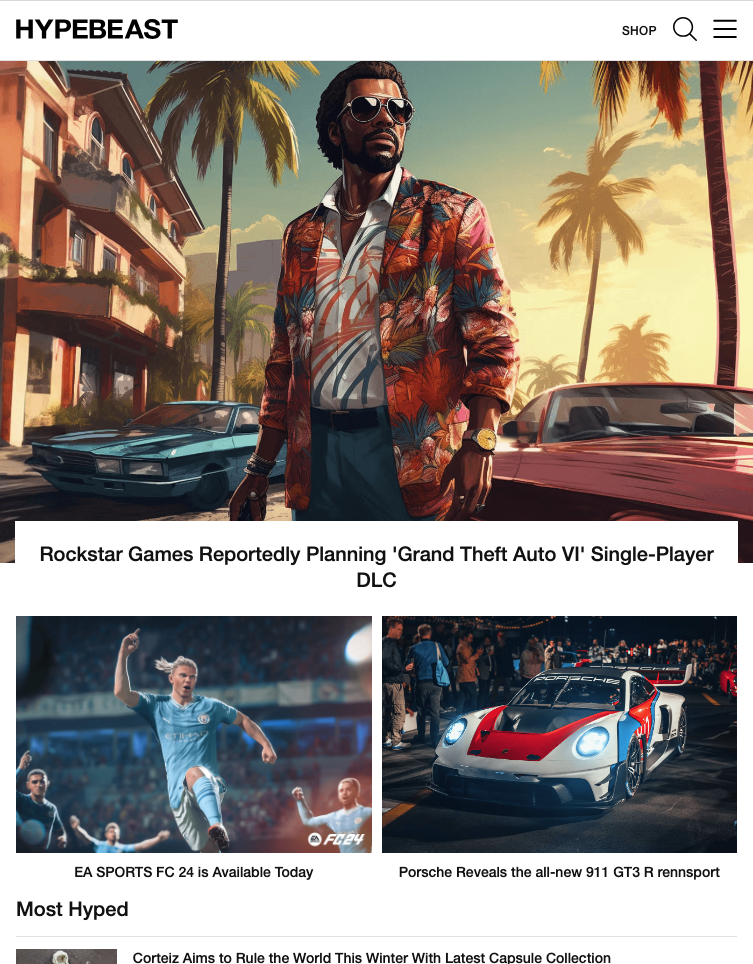 HYPEBEAST
SHOP
Rockstar Games Reportedly Planning 'Grand Theft Auto VI' Single-Player
DLC
ETIHAD
EA FC24
PORSCHE
EA SPORTS FC 24 is Available Today
Porsche Reveals the all-new 911 GT3 R rennsport
Most Hyped
Corteiz Aims to Rule the World This Winter With Latest Capsule Collection